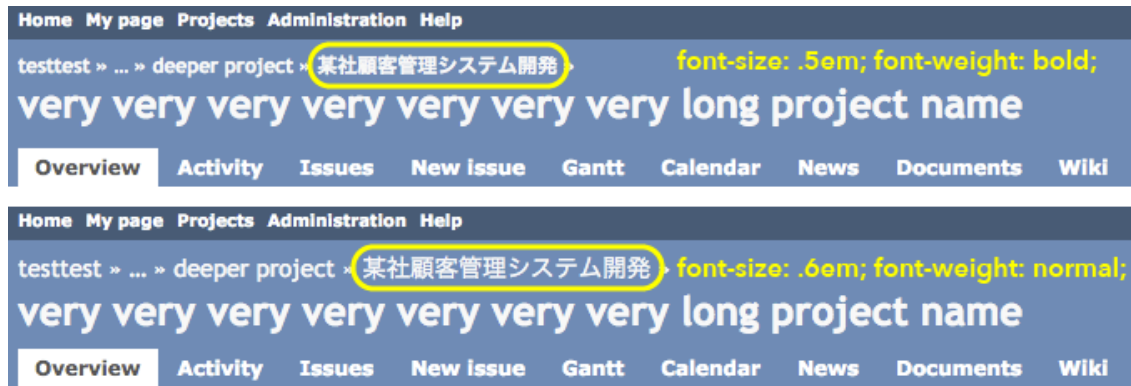 Home My page Projects Administration Help
testtest » ... » deeper project » 某社顧客管理システム開発 » font-size: .5em; font-weight: bold;
very very very very very very very long project name
Overview Activity Issues New issue Gantt Calendar News Documents Wiki
Home My page Projects Administration Help
testtest » ... » deeper project » 某社顧客管理システム開発 » font-size: .6em; font-weight: normal;
very very very very very very very long project name
Overview Activity Issues New issue Gantt Calendar News Documents Wiki